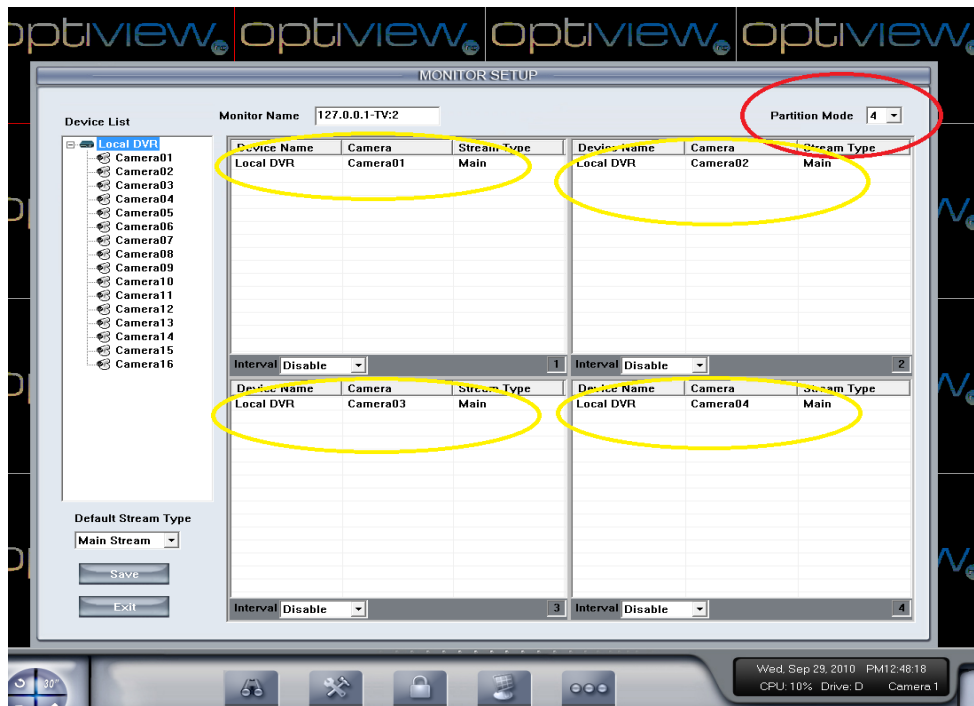 optiview optiview optiview optiview
MONITOR SETUP
Device List
Monitor Name 127.0.0.1-TV:2
Partition Mode 4
Local DVR
Camera01
Camera02
Camera03
Camera04
Camera05
Camera06
Camera07
Camera08
Camera09
Camera10
Camera11
Camera12
Camera13
Camera14
Camera15
Camera16
Device Name Camera Stream Type
Local DVR Camera01 Main
Interval Disable 1
Device Name Camera Stream Type
Local DVR Camera02 Main
Interval Disable 2
Device Name Camera Stream Type
Local DVR Camera03 Main
Interval Disable 3
Device Name Camera Stream Type
Local DVR Camera04 Main
Interval Disable 4
Default Stream Type
Main Stream
Save
Exit
30"
Wed, Sep 29, 2010 PM12:48:18
CPU: 10% Drive: D Camera 1